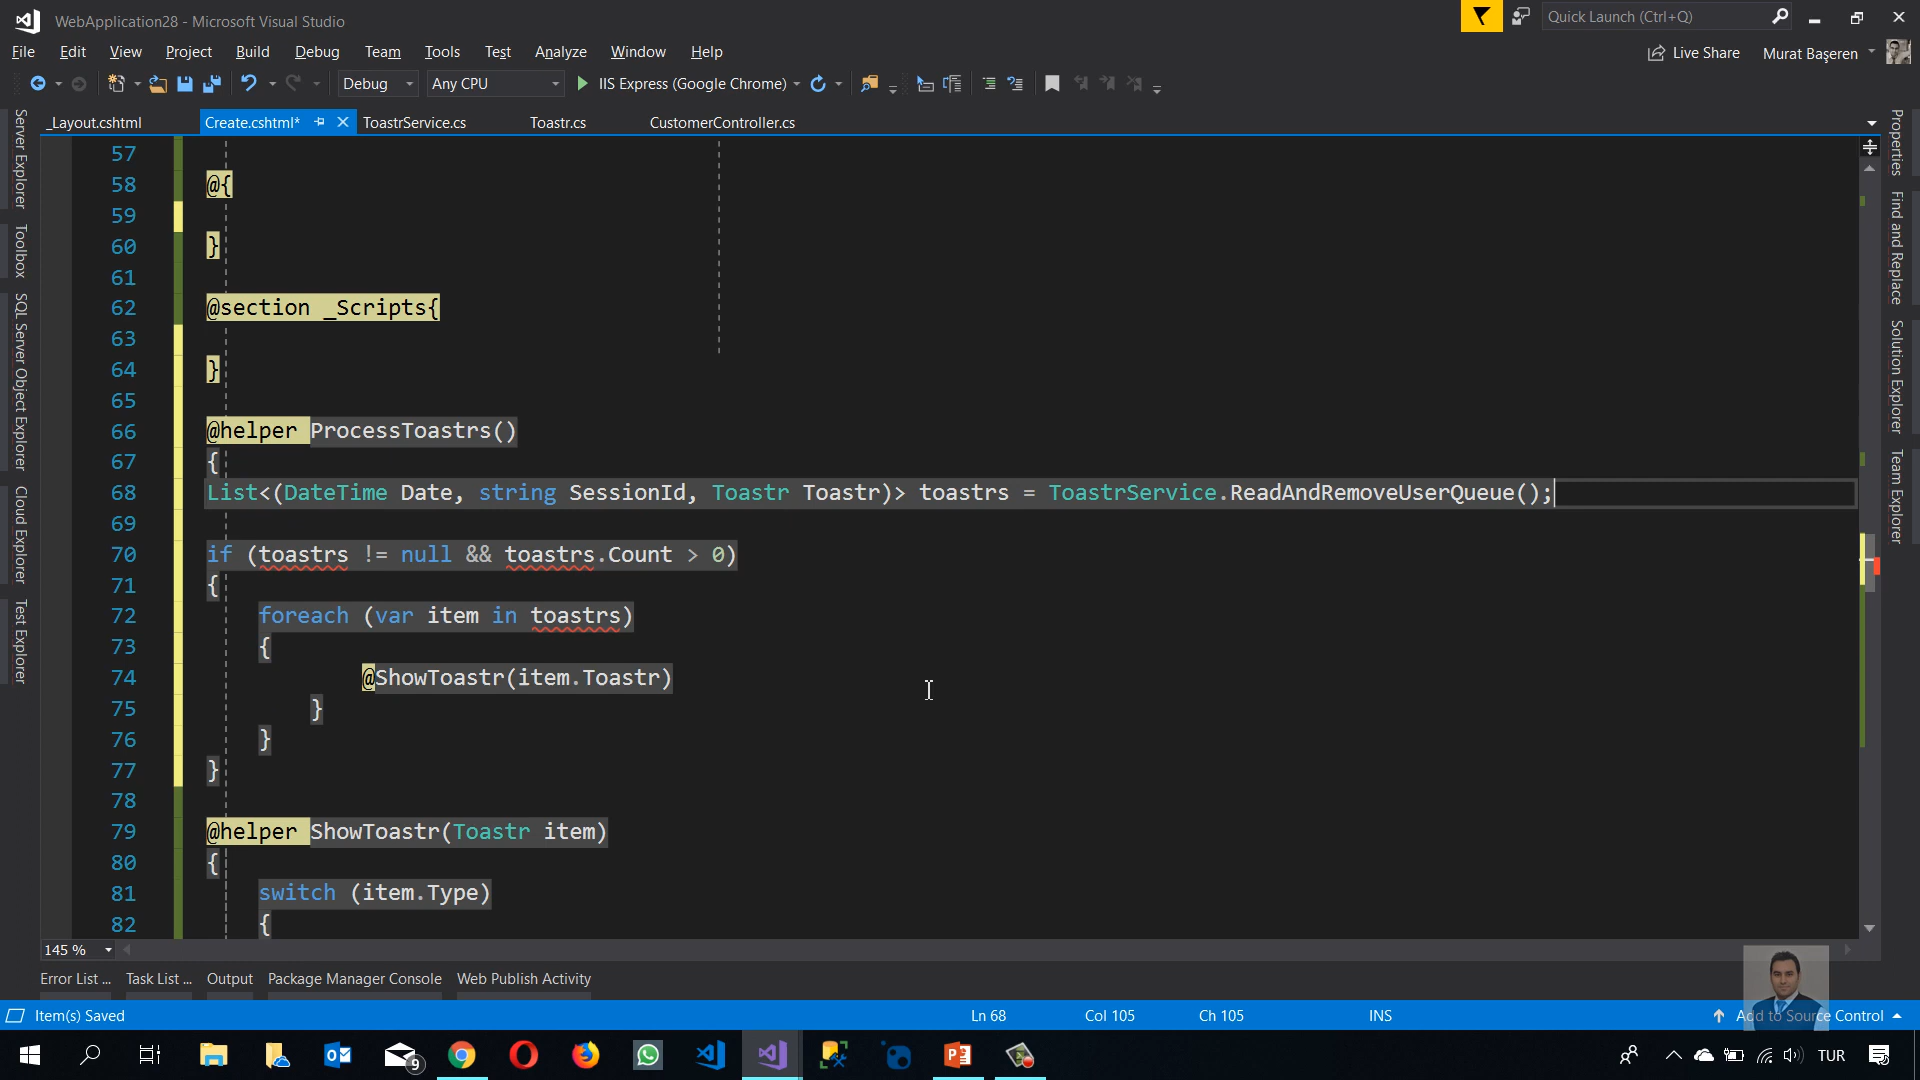 WebApplication28 - Microsoft Visual Studio
Quick Launch (Ctrl+Q)
File Edit View Project Build Debug Team Tools Test Analyze Window Help
Live Share Murat Başeren
Debug Any CPU IIS Express (Google Chrome)
_Layout.cshtml Create.cshtml* ToastrService.cs Toastr.cs CustomerController.cs
Server Explorer
Toolbox
SQL Server Object Explorer
Cloud Explorer
Test Explorer
57
58 @{
59
60 }
61
62 @section _Scripts{
63
64 }
65
66 @helper ProcessToastrs()
67 {
68 List<(DateTime Date, string SessionId, Toastr Toastr)> toastrs = ToastrService.ReadAndRemoveUserQueue();
69
70 if (toastrs != null && toastrs.Count > 0)
71 {
72 foreach (var item in toastrs)
73 {
74 @ShowToastr(item.Toastr)
75 }
76 }
77 }
78
79 @helper ShowToastr(Toastr item)
80 {
81 switch (item.Type)
82 {
Properties
Find and Replace
Solution Explorer
Team Explorer
145 %
Error List ... Task List ... Output Package Manager Console Web Publish Activity
Item(s) Saved Ln 68 Col 105 Ch 105 INS Add to Source Control
9 TUR